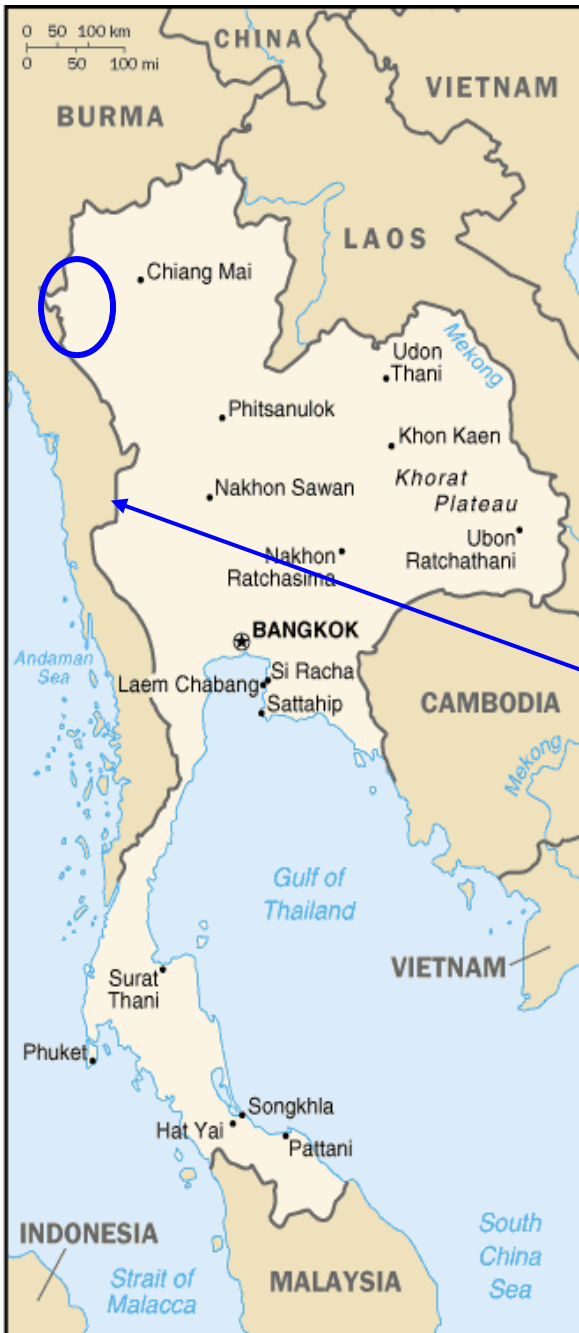 0 50 100 km
0 50 100 mi
CHINA
VIETNAM
BURMA
LAOS
Chiang Mai
Mekong
Udon
Thani
Phitsanulok
Khon Kaen
Khorat
Plateau
Nakhon Sawan
Ubon
Ratchathani
Nakhon
Ratchasima
BANGKOK
Andaman
Sea
Si Racha
Laem Chabang
Sattahip
CAMBODIA
Mekong
Gulf of
Thailand
VIETNAM
Surat
Thani
Phuket
Songkhla
Hat Yai
Pattani
INDONESIA
South
China
Sea
Strait of
Malacca
MALAYSIA